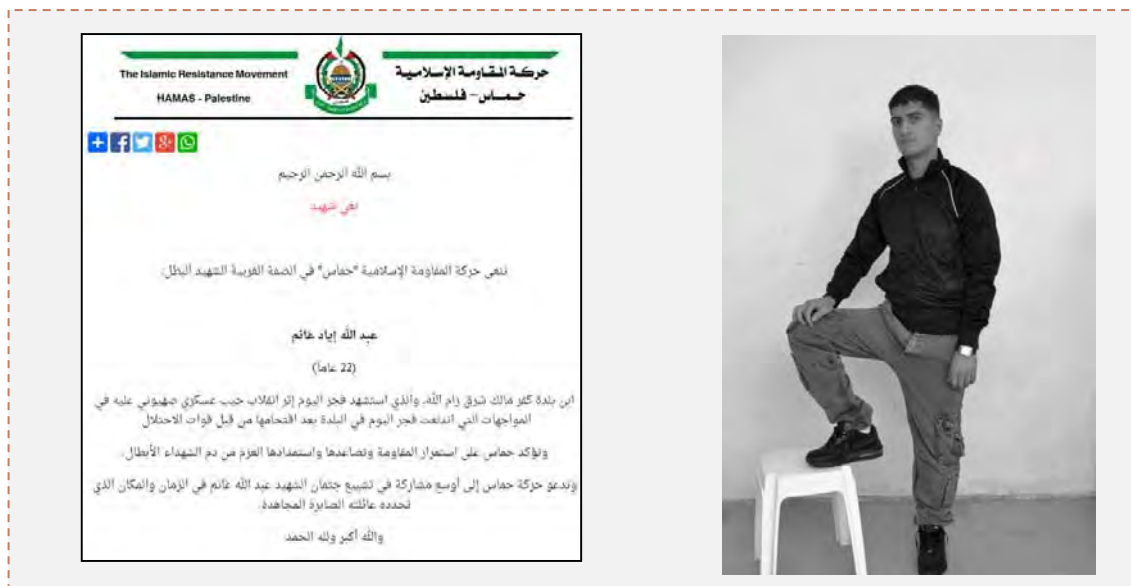 The Islamic Resistance Movement
HAMAS - Palestine
حركة المقاومة الإسلامية
حماس - فلسطين
بسم الله الرحمن الرحيم
نعي شهيد
تنعى حركة المقاومة الإسلامية "حماس" في الضفة الغربية الشهيد البطل:
عبد الله إياد غانم
(22 عاماً)
ابن بلدة كفر مالك شرق رام الله، والذي استشهد فجر اليوم إثر انقلاب جيب عسكري صهيوني عليه في
المواجهات التي اندلعت فجر اليوم في البلدة بعد اقتحامها من قبل قوات الاحتلال
ونؤكد حماس على استمرار المقاومة وتصاعدها واستمدادها العزم من دم الشهداء الأبطال.
وتدعو حركة حماس إلى أوسع مشاركة في تشييع جثمان الشهيد عبد الله غانم في الزمان والمكان الذي
تحدده عائلته الصابرة المجاهدة
والله أكبر ولله الحمد